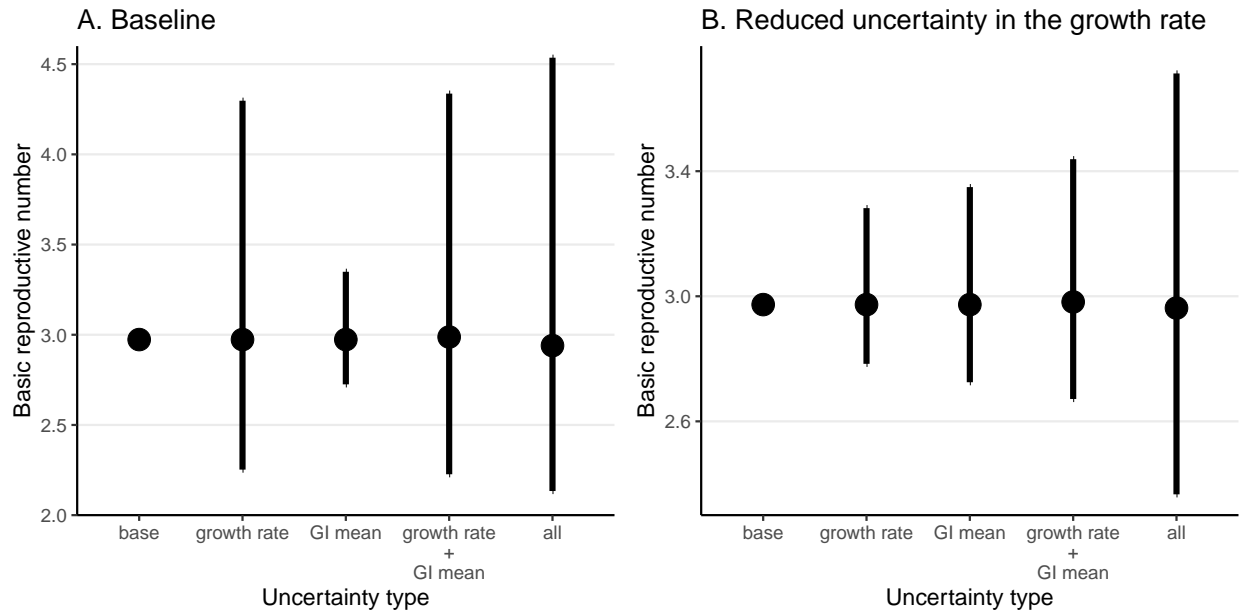 A. Baseline
Basic reproductive number
4.5
4.0
3.5
3.0
2.5
2.0
base
growth rate
GI mean
growth rate
+
GI mean
all
Uncertainty type
B. Reduced uncertainty in the growth rate
Basic reproductive number
3.4
3.0
2.6
base
growth rate
GI mean
growth rate
+
GI mean
all
Uncertainty type